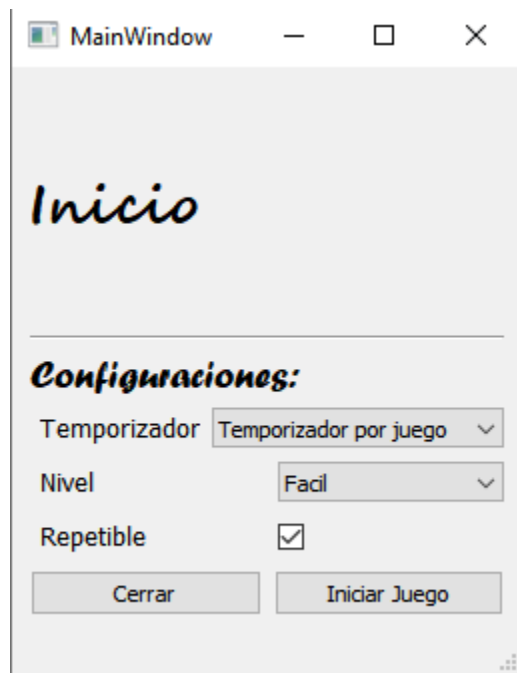 MainWindow
Inicio
Configuraciones:
Temporizador Temporizador por juego
Nivel Facil
Repetible
Cerrar Iniciar Juego